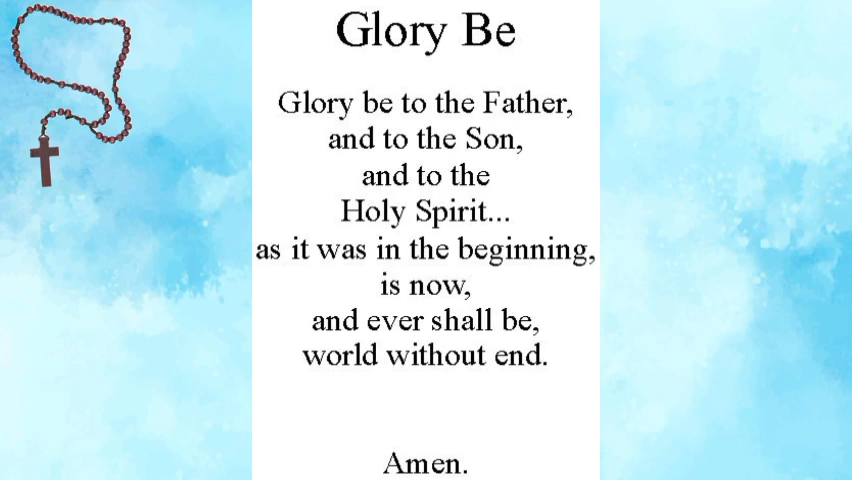 Glory Be
Glory be to the Father,
and to the Son,
and to the
Holy Spirit...
as it was in the beginning,
is now,
and ever shall be,
world without end.
Amen.